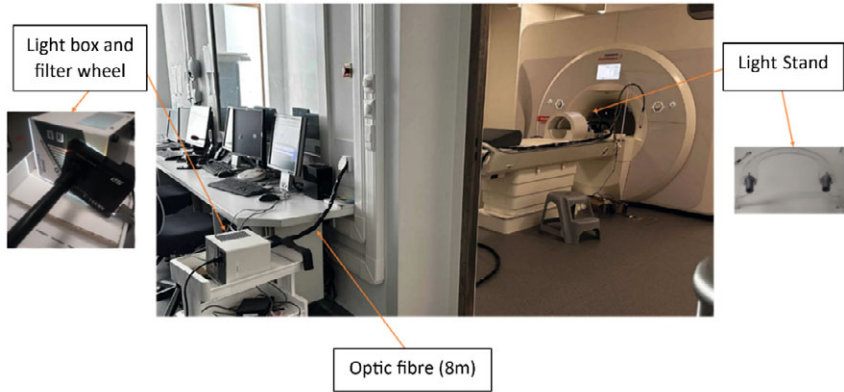 Light box and
filter wheel
Light Stand
Optic fibre (8m)